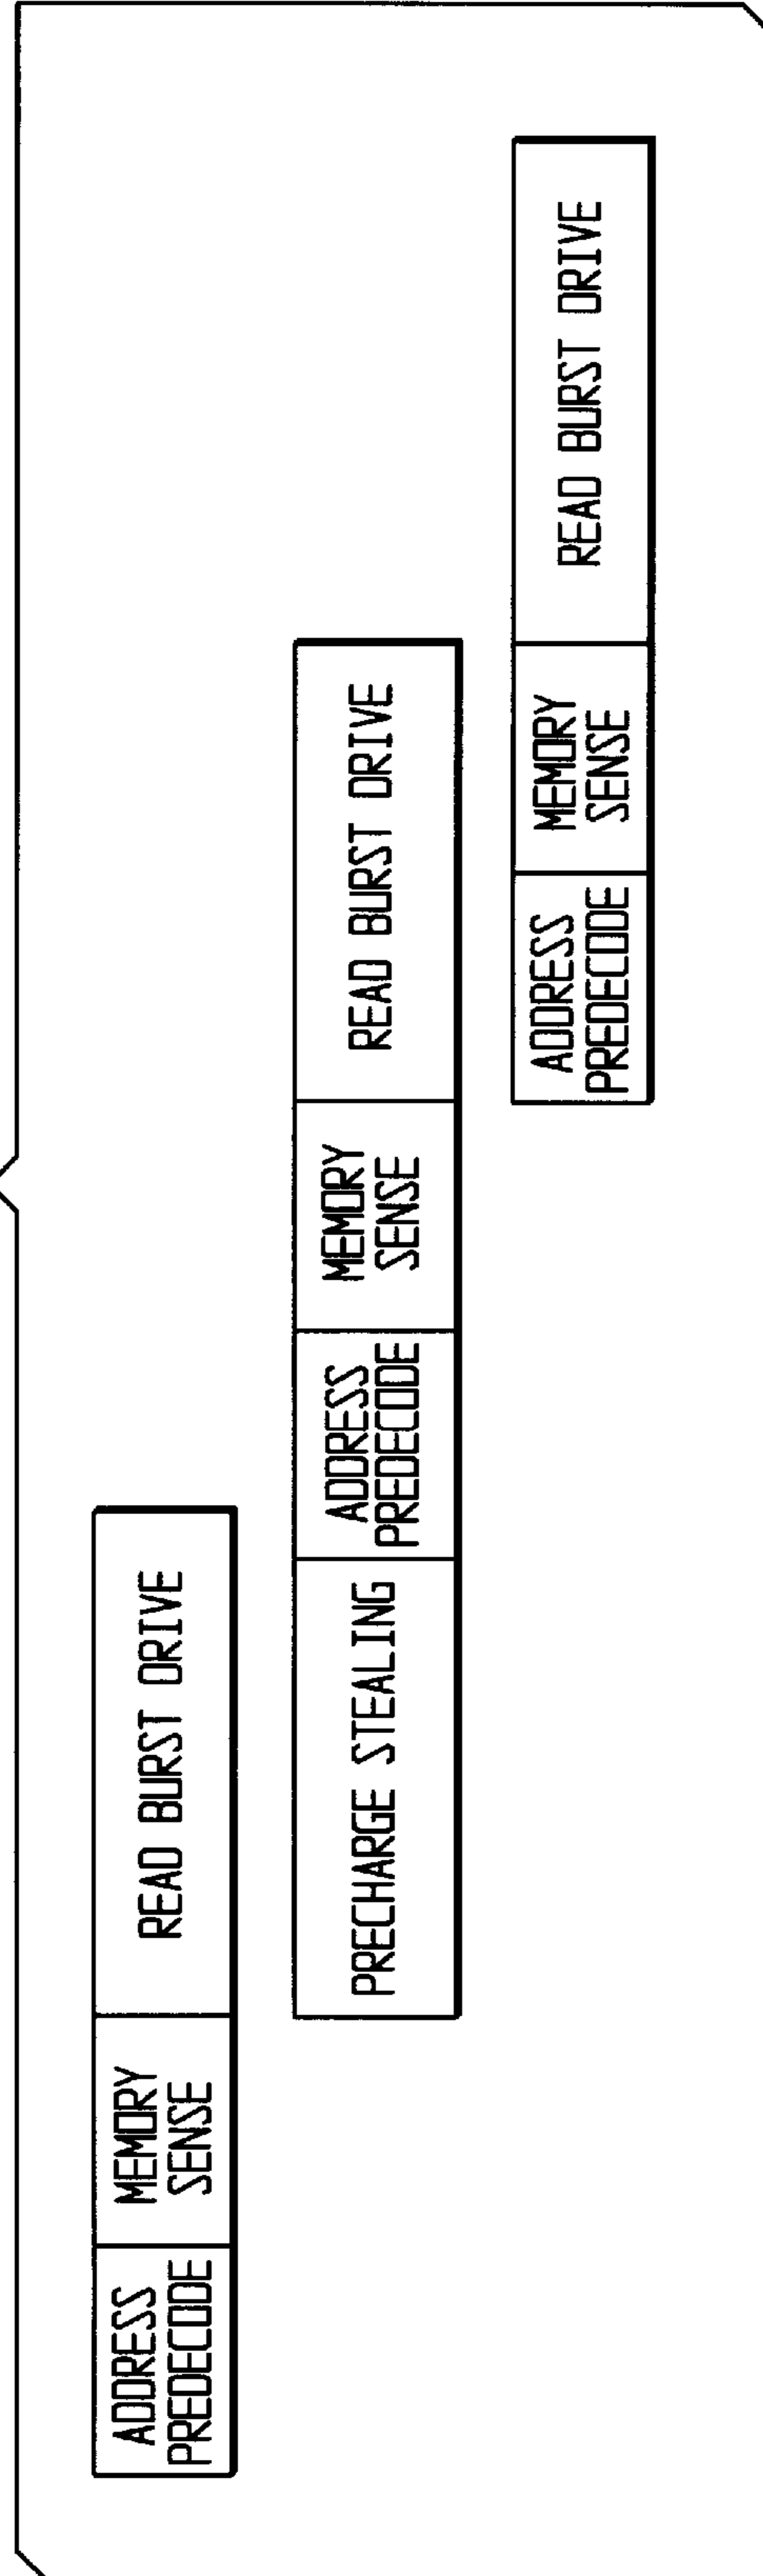 ADDRESS
PREDECODE
MEMORY
SENSE
READ BURST DRIVE
PRECHARGE STEALING
ADDRESS
PREDECODE
MEMORY
SENSE
READ BURST DRIVE
ADDRESS
PREDECODE
MEMORY
SENSE
READ BURST DRIVE